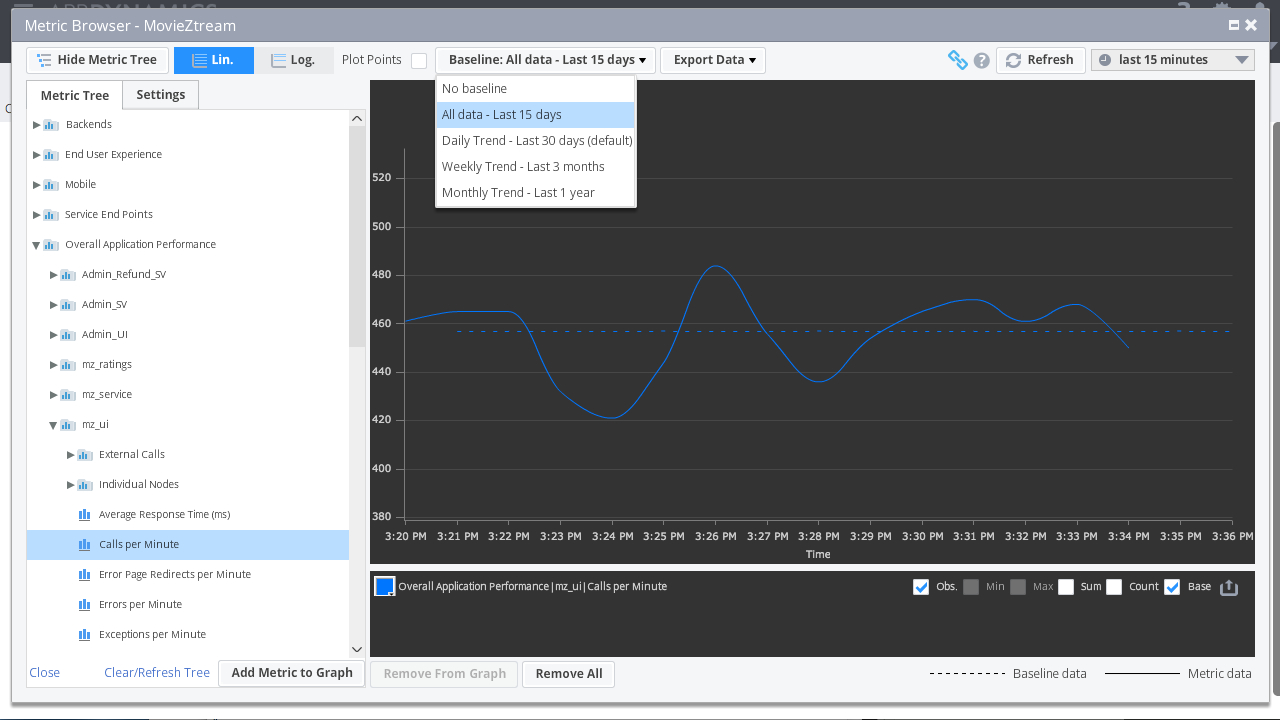 Metric Browser - MovieZtream
Hide Metric Tree
Lin.
Log.
Plot Points
Baseline: All data - Last 15 days
Export Data
Refresh
last 15 minutes
No baseline
All data - Last 15 days
Daily Trend - Last 30 days (default)
Weekly Trend - Last 3 months
Monthly Trend - Last 1 year
Metric Tree
Settings
Backends
End User Experience
Mobile
Service End Points
Overall Application Performance
Admin_Refund_SV
Admin_SV
Admin_UI
mz_ratings
mz_service
mz_ui
External Calls
Individual Nodes
Average Response Time (ms)
Calls per Minute
Error Page Redirects per Minute
Errors per Minute
Exceptions per Minute
Close
Clear/Refresh Tree
Add Metric to Graph
520
500
480
460
440
420
400
380
3:20 PM 3:21 PM 3:22 PM 3:23 PM 3:24 PM 3:25 PM 3:26 PM 3:27 PM 3:28 PM 3:29 PM 3:30 PM 3:31 PM 3:32 PM 3:33 PM 3:34 PM 3:35 PM 3:36 PM
Time
Overall Application Performance|mz_ui|Calls per Minute
Obs. Min Max Sum Count Base
Remove From Graph
Remove All
Baseline data
Metric data